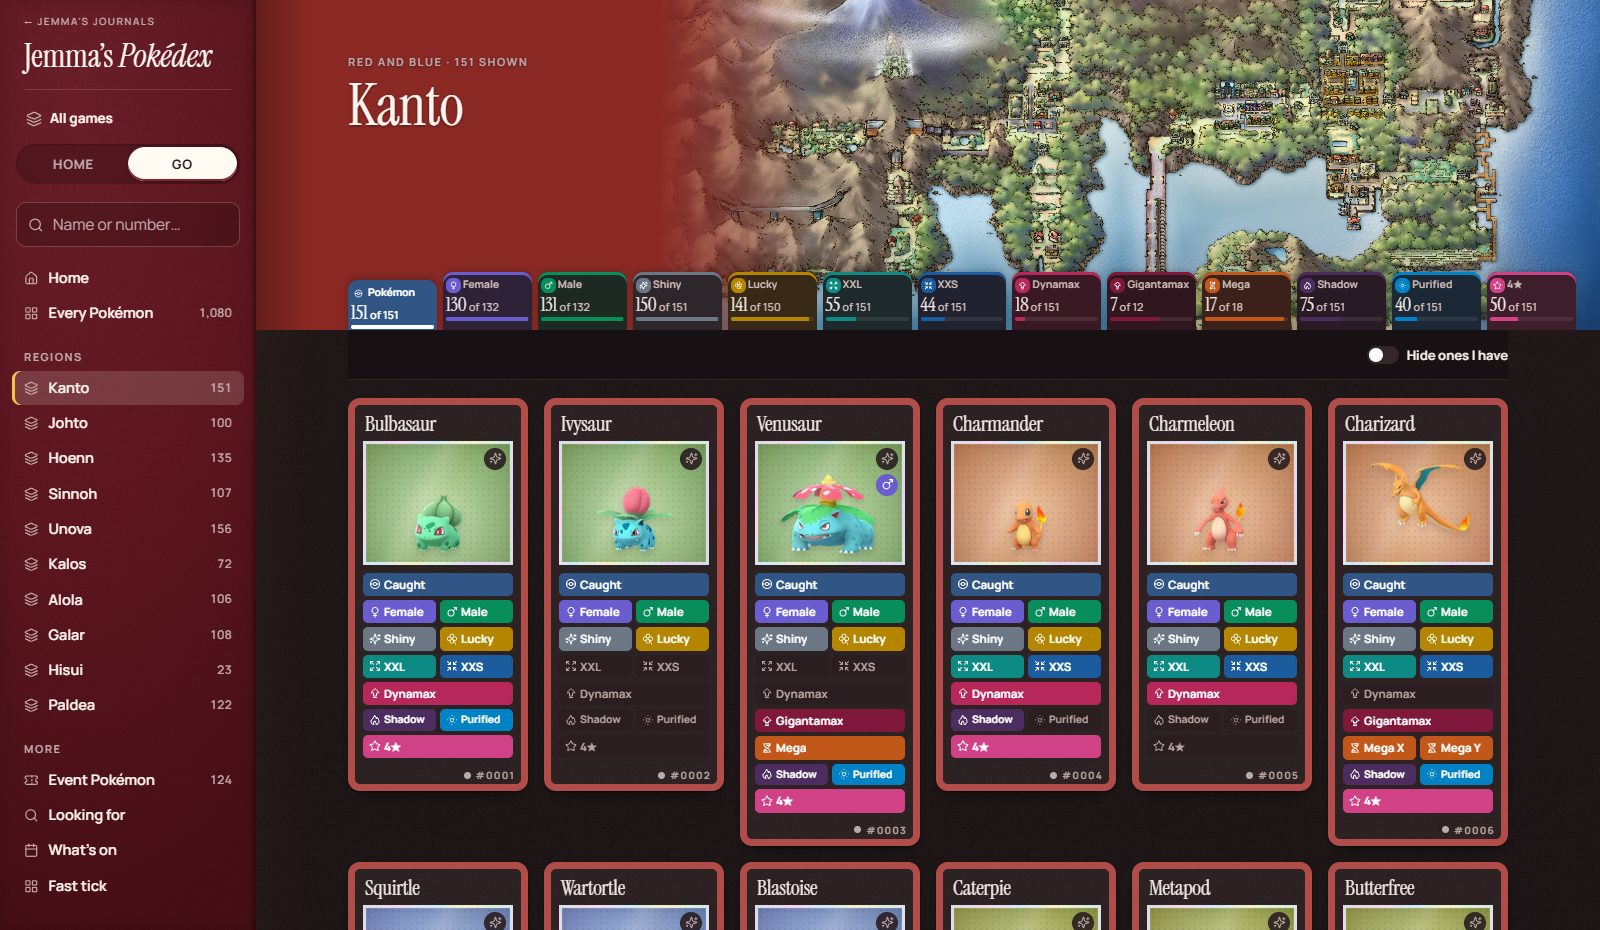 ← JEMMA'S JOURNALS
Jemma's Pokédex
All games
HOME GO
Name or number...
Home
Every Pokémon 1,080
REGIONS
Kanto 151
Johto 100
Hoenn 135
Sinnoh 107
Unova 156
Kalos 72
Alola 106
Galar 108
Hisui 23
Paldea 122
MORE
Event Pokémon 124
Looking for
What's on
Fast tick
RED AND BLUE · 151 SHOWN
Kanto
Pokémon
151 of 151
Female
130 of 132
Male
131 of 132
Shiny
150 of 151
Lucky
141 of 150
XXL
55 of 151
XXS
44 of 151
Dynamax
18 of 151
Gigantamax
7 of 12
Mega
17 of 18
Shadow
75 of 151
Purified
40 of 151
4★
50 of 151
Hide ones I have
Bulbasaur
Caught
Female Male
Shiny Lucky
XXL XXS
Dynamax
Shadow Purified
4★
#0001
Ivysaur
Caught
Female Male
Shiny Lucky
XXL XXS
Dynamax
Shadow Purified
4★
#0002
Venusaur
Caught
Female Male
Shiny Lucky
XXL XXS
Dynamax
Gigantamax
Mega
Shadow Purified
4★
#0003
Charmander
Caught
Female Male
Shiny Lucky
XXL XXS
Dynamax
Shadow Purified
4★
#0004
Charmeleon
Caught
Female Male
Shiny Lucky
XXL XXS
Dynamax
Shadow Purified
4★
#0005
Charizard
Caught
Female Male
Shiny Lucky
XXL XXS
Dynamax
Gigantamax
Mega X Mega Y
Shadow Purified
4★
#0006
Squirtle
Wartortle
Blastoise
Caterpie
Metapod
Butterfree